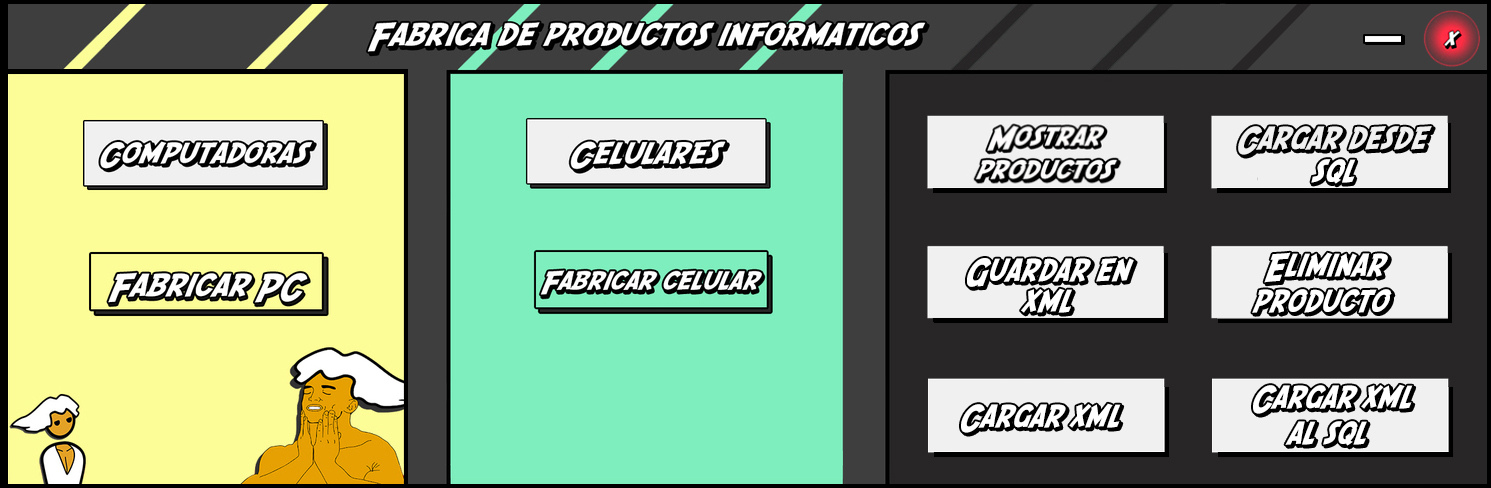 Fabrica de productos informaticos
X
Computadoras
Fabricar PC
Celulares
Fabricar celular
Mostrar
productos
Cargar desde
SQL
Guardar en
XML
Eliminar
producto
Cargar XML
Cargar XML
al SQL